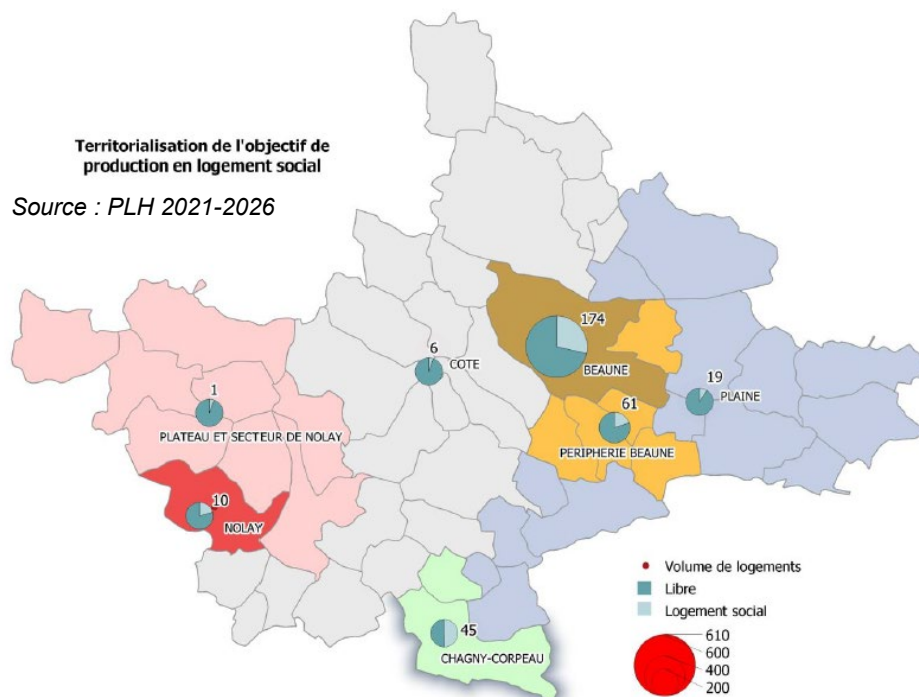 Territorialisation de l'objectif de
production en logement social
Source : PLH 2021-2026
174
BEAUNE
6
COTE
19
PLAINE
1
PLATEAU ET SECTEUR DE NOLAY
61
PERIPHERIE BEAUNE
10
NOLAY
45
CHAGNY-CORPEAU
Volume de logements
Libre
Logement social
610
600
400
200